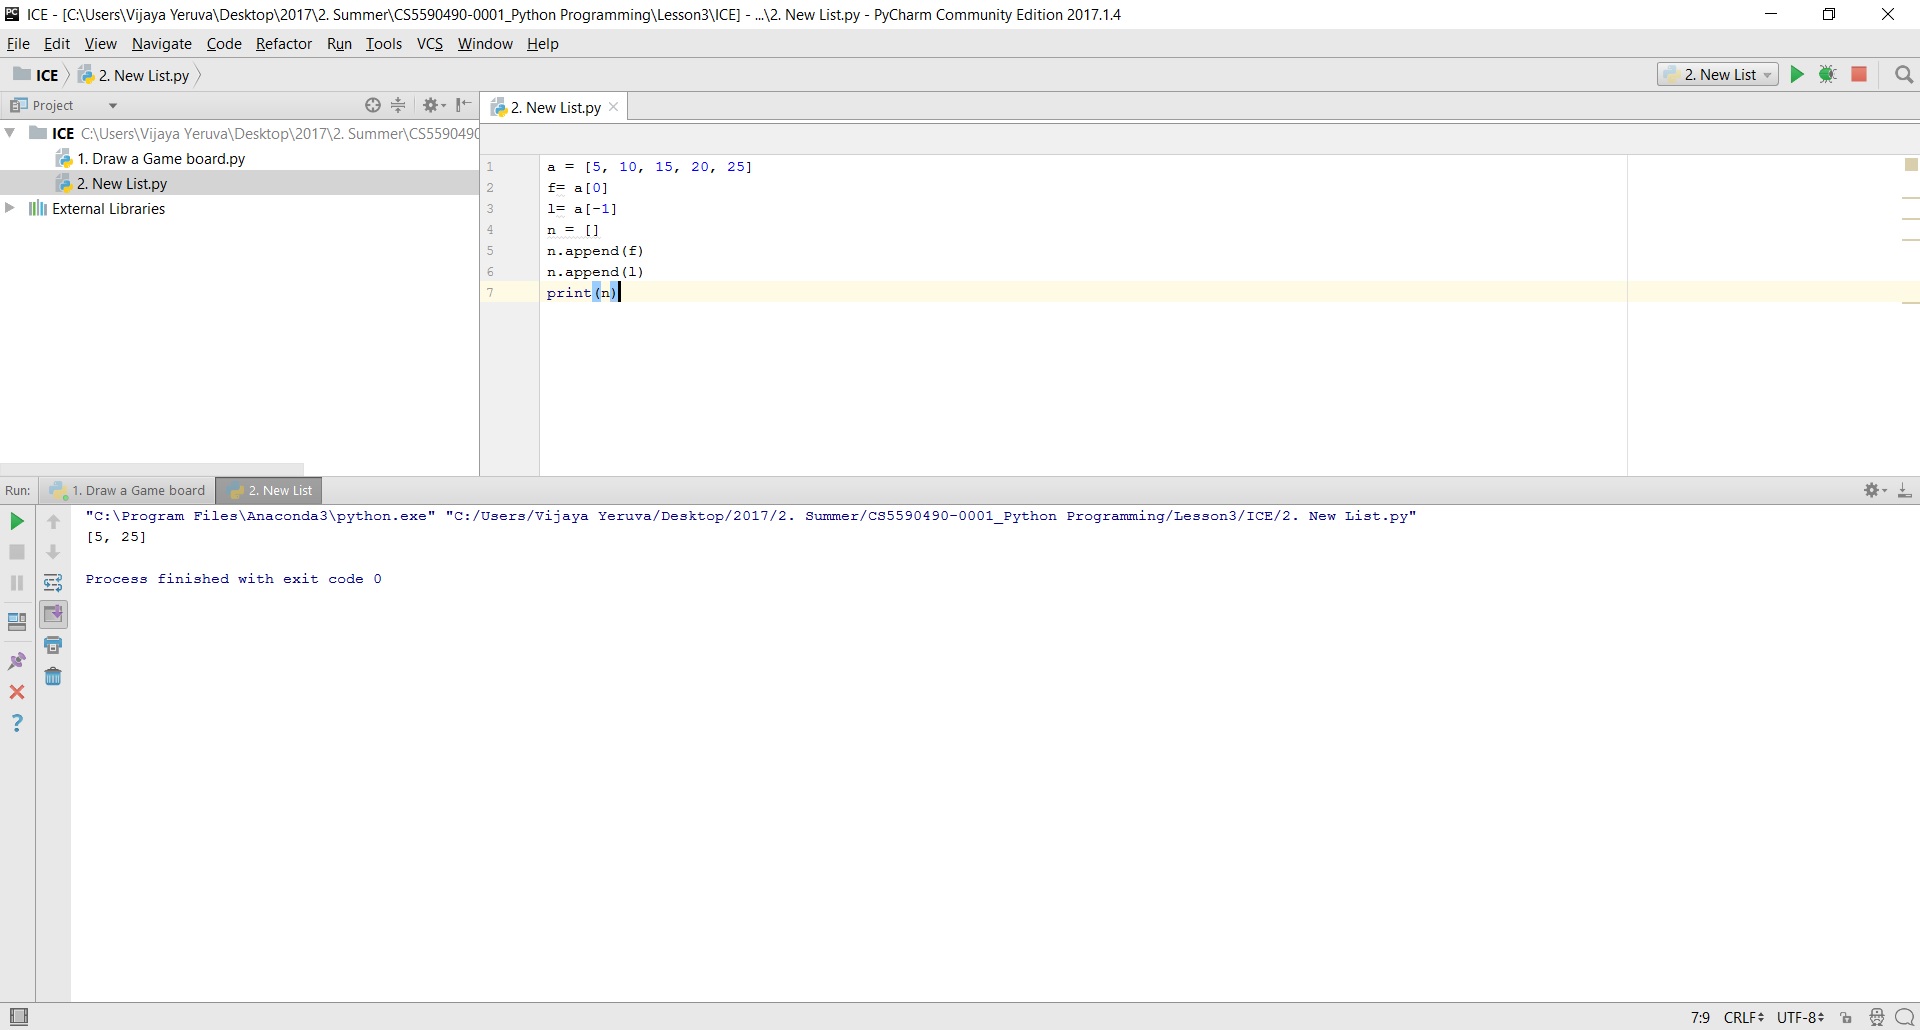 ICE - [C:\Users\Vijaya Yeruva\Desktop\2017\2. Summer\CS5590490-0001_Python Programming\Lesson3\ICE] - ...\2. New List.py - PyCharm Community Edition 2017.1.4
File Edit View Navigate Code Refactor Run Tools VCS Window Help
ICE 2. New List.py 2. New List
Project 2. New List.py
ICE C:\Users\Vijaya Yeruva\Desktop\2017\2. Summer\CS5590490
1. Draw a Game board.py
2. New List.py
External Libraries
1 a = [5, 10, 15, 20, 25]
2 f= a[0]
3 l= a[-1]
4 n = []
5 n.append(f)
6 n.append(l)
7 print(n)
Run: 1. Draw a Game board 2. New List
"C:\Program Files\Anaconda3\python.exe" "C:/Users/Vijaya Yeruva/Desktop/2017/2. Summer/CS5590490-0001_Python Programming/Lesson3/ICE/2. New List.py"
[5, 25]
Process finished with exit code 0
7:9 CRLF UTF-8